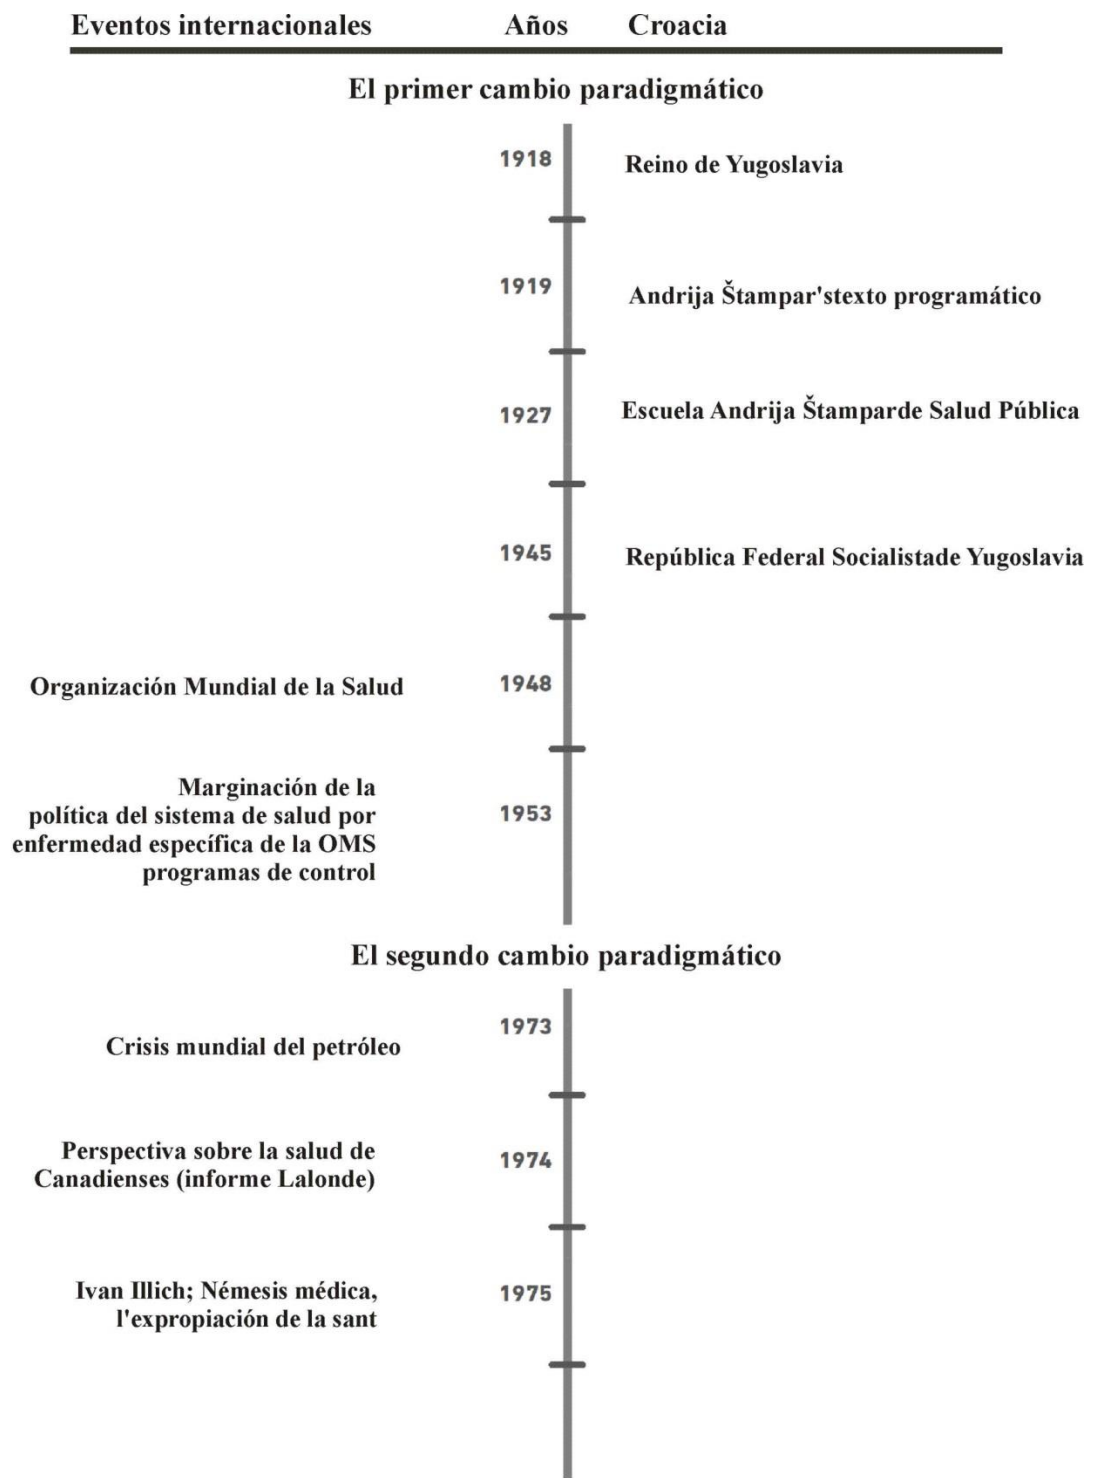 Eventos internacionales Años Croacia
El primer cambio paradigmático
1918 Reino de Yugoslavia
1919 Andrija Štampar'stexto programático
1927 Escuela Andrija Štamparde Salud Pública
1945 República Federal Socialistade Yugoslavia
Organización Mundial de la Salud 1948
Marginación de la
política del sistema de salud por
enfermedad específica de la OMS
programas de control
1953
El segundo cambio paradigmático
Crisis mundial del petróleo 1973
Perspectiva sobre la salud de
Canadienses (informe Lalonde)
1974
Ivan Illich; Némesis médica,
l'expropiación de la sant
1975